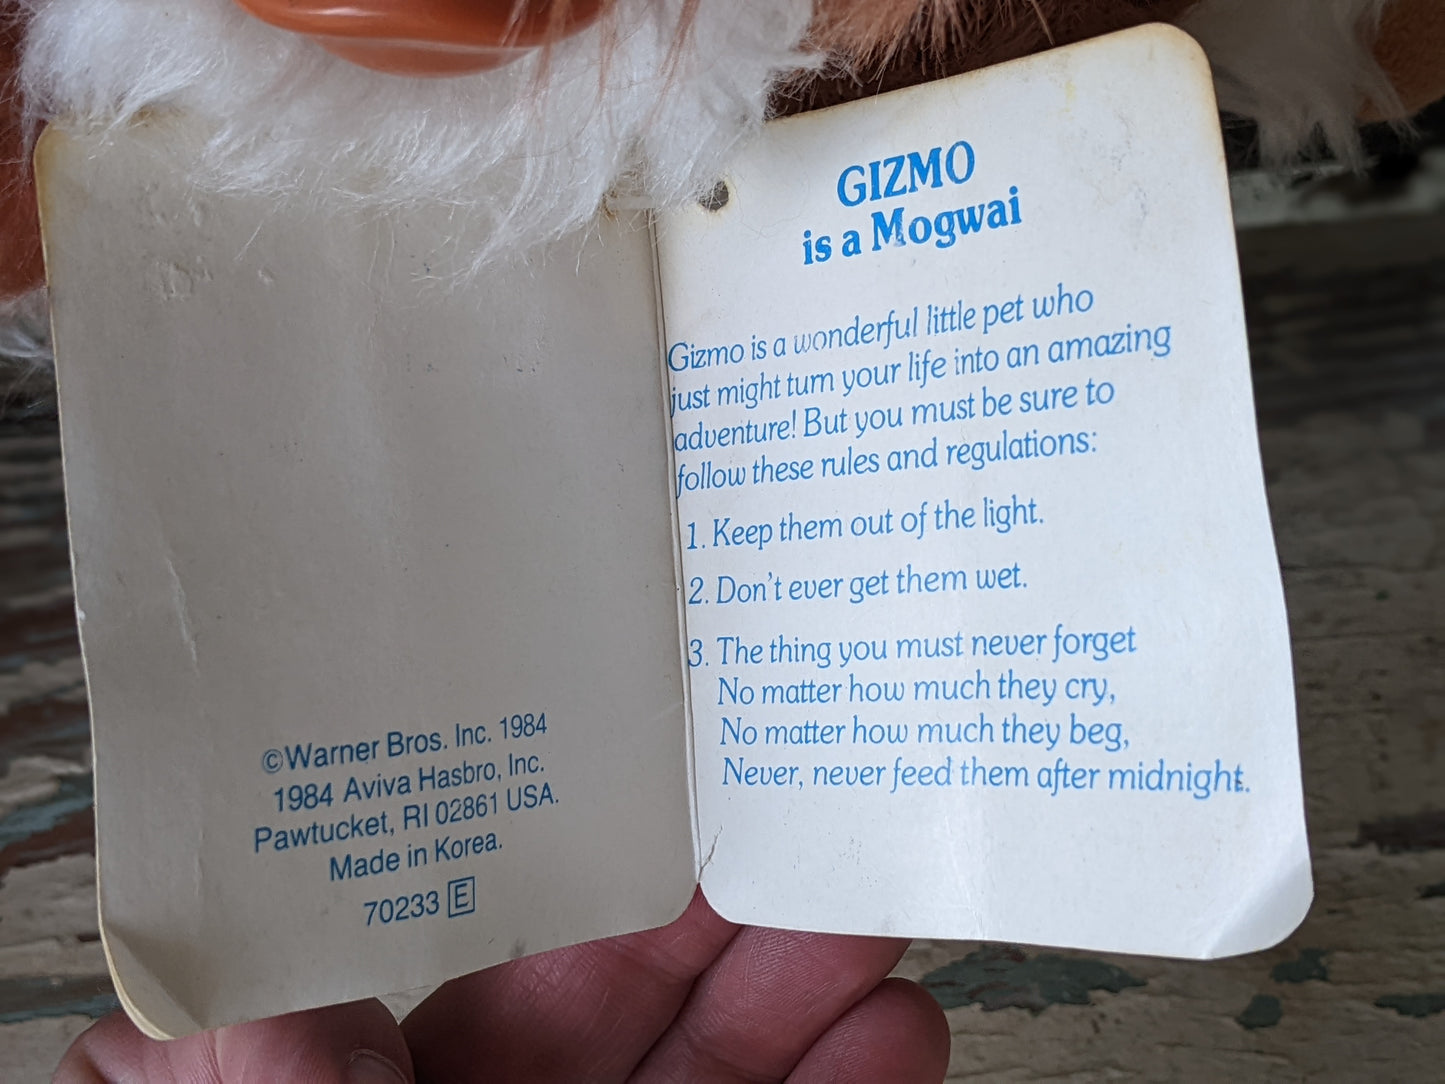 ©Warner Bros. Inc. 1984
1984 Aviva Hasbro, Inc.
Pawtucket, RI 02861 USA.
Made in Korea.
70233 E
GIZMO
is a Mogwai
Gizmo is a wonderful little pet who
just might turn your life into an amazing
adventure! But you must be sure to
follow these rules and regulations:
1. Keep them out of the light.
2. Don't ever get them wet.
3. The thing you must never forget
No matter how much they cry,
No matter how much they beg,
Never, never feed them after midnight.